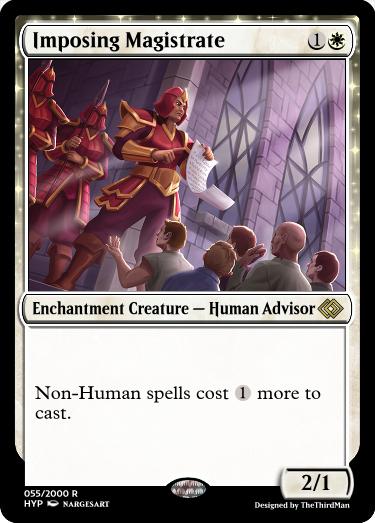 Imposing Magistrate 1
Enchantment Creature — Human Advisor
Non-Human spells cost 1 more to
cast.
2/1
055/2000 R
HYP NARGESART
Designed by TheThirdMan